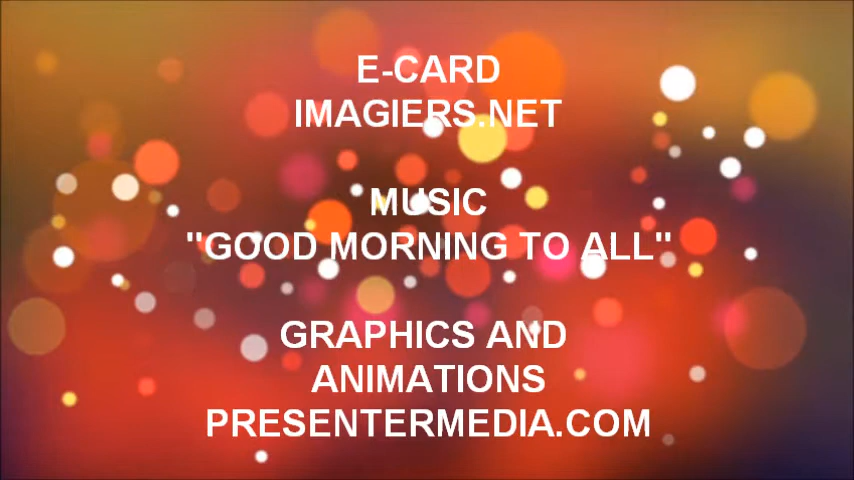 E-CARD
IMAGIERS.NET
MUSIC
"GOOD MORNING TO ALL"
GRAPHICS AND
ANIMATIONS
PRESENTERMEDIA.COM